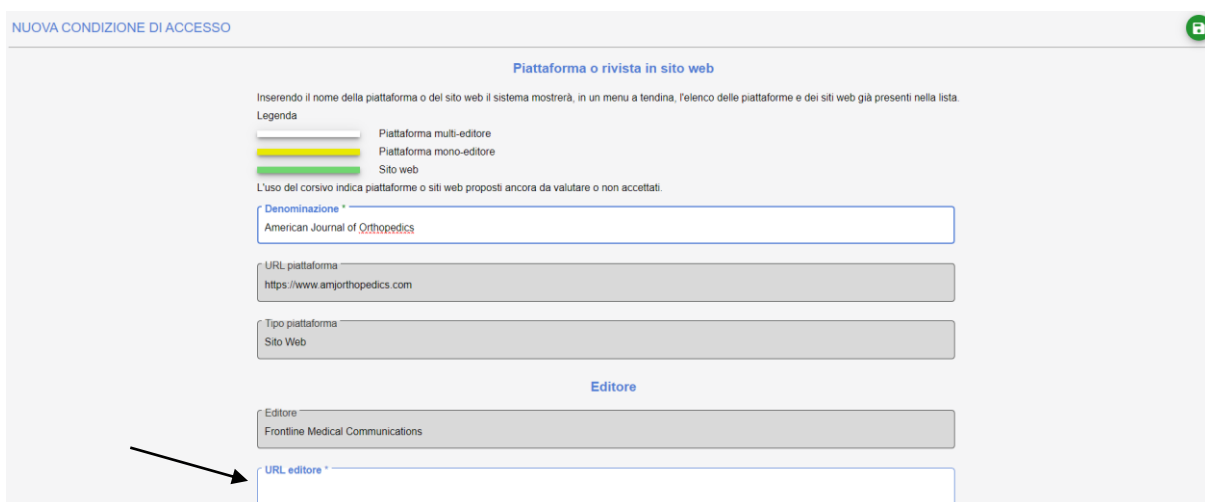 NUOVA CONDIZIONE DI ACCESSO
Piattaforma o rivista in sito web
Inserendo il nome della piattaforma o del sito web il sistema mostrerà, in un menu a tendina, l'elenco delle piattaforme e dei siti web già presenti nella lista.
Legenda
Piattaforma multi-editore
Piattaforma mono-editore
Sito web
L'uso del corsivo indica piattaforme o siti web proposti ancora da valutare o non accettati.
Denominazione *
American Journal of Orthopedics
URL piattaforma
https://www.amjorthopedics.com
Tipo piattaforma
Sito Web
Editore
Editore
Frontline Medical Communications
URL editore *